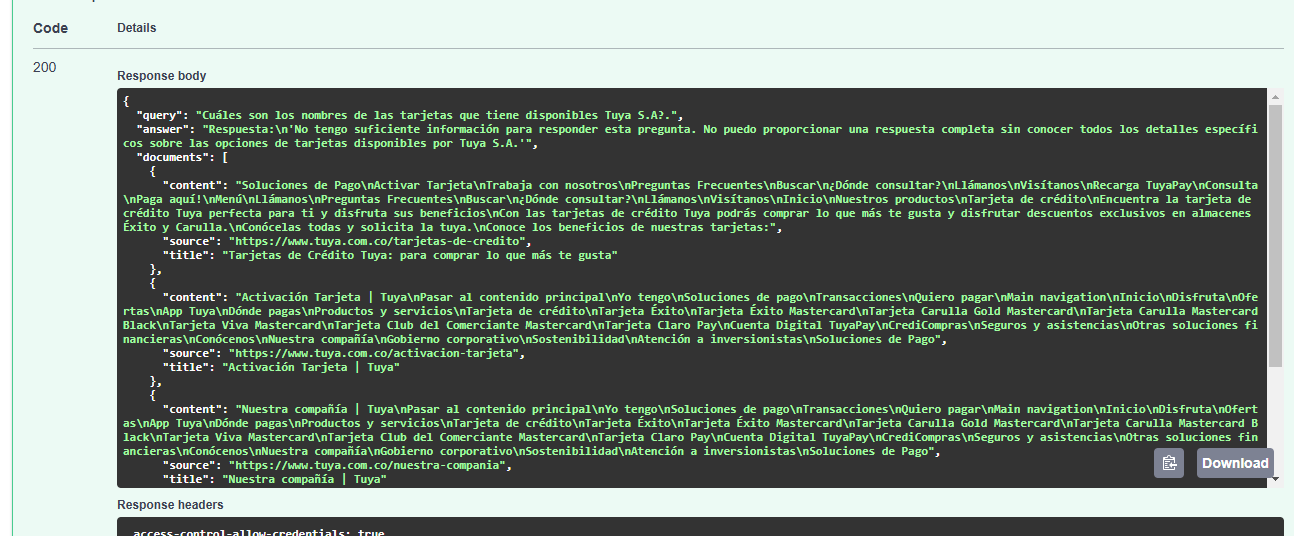 Code Details
200
Response body
{
"query": "Cuáles son los nombres de las tarjetas que tiene disponibles Tuya S.A?.",
"answer": "Respuesta:\n'No tengo suficiente información para responder esta pregunta. No puedo proporcionar una respuesta completa sin conocer todos los detalles específi
cos sobre las opciones de tarjetas disponibles por Tuya S.A.'",
"documents": [
{
"content": "Soluciones de Pago\nActivar Tarjeta\nTrabaja con nosotros\nPreguntas Frecuentes\nBuscar\n¿Dónde consultar?\nLlámanos\nVisítanos\nRecarga TuyaPay\nConsulta
\nPaga aquí!\nMenú\nLlámanos\nPreguntas Frecuentes\nBuscar\n¿Dónde consultar?\nLlámanos\nVisítanos\nInicio\nNuestros productos\nTarjeta de crédito\nEncuentra la tarjeta de
crédito Tuya perfecta para ti y disfruta sus beneficios\nCon las tarjetas de crédito Tuya podrás comprar lo que más te gusta y disfrutar descuentos exclusivos en almacenes
Éxito y Carulla.\nConócelas todas y solicita la tuya.\nConoce los beneficios de nuestras tarjetas:",
"source": "https://www.tuya.com.co/tarjetas-de-credito",
"title": "Tarjetas de Crédito Tuya: para comprar lo que más te gusta"
},
{
"content": "Activación Tarjeta | Tuya\nPasar al contenido principal\nYo tengo\nSoluciones de pago\nTransacciones\nQuiero pagar\nMain navigation\nInicio\nDisfruta\nOfe
rtas\nApp Tuya\nDónde pagas\nProductos y servicios\nTarjeta de crédito\nTarjeta Éxito\nTarjeta Éxito Mastercard\nTarjeta Carulla Gold Mastercard\nTarjeta Carulla Mastercard
Black\nTarjeta Viva Mastercard\nTarjeta Club del Comerciante Mastercard\nTarjeta Claro Pay\nCuenta Digital TuyaPay\nCrediCompras\nSeguros y asistencias\nOtras soluciones fi
nancieras\nConócenos\nNuestra compañía\nGobierno corporativo\nSostenibilidad\nAtención a inversionistas\nSoluciones de Pago",
"source": "https://www.tuya.com.co/activacion-tarjeta",
"title": "Activación Tarjeta | Tuya"
},
{
"content": "Nuestra compañía | Tuya\nPasar al contenido principal\nYo tengo\nSoluciones de pago\nTransacciones\nQuiero pagar\nMain navigation\nInicio\nDisfruta\nOfert
as\nApp Tuya\nDónde pagas\nProductos y servicios\nTarjeta de crédito\nTarjeta Éxito\nTarjeta Éxito Mastercard\nTarjeta Carulla Gold Mastercard\nTarjeta Carulla Mastercard B
lack\nTarjeta Viva Mastercard\nTarjeta Club del Comerciante Mastercard\nTarjeta Claro Pay\nCuenta Digital TuyaPay\nCrediCompras\nSeguros y asistencias\nOtras soluciones fin
ancieras\nConócenos\nNuestra compañía\nGobierno corporativo\nSostenibilidad\nAtención a inversionistas\nSoluciones de Pago",
"source": "https://www.tuya.com.co/nuestra-compania",
"title": "Nuestra compañía | Tuya"
Download
Response headers
access-control-allow-credentials: true